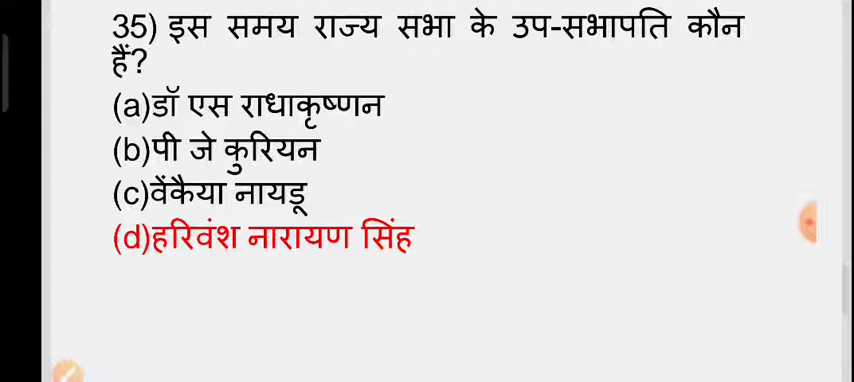 35) इस समय राज्य सभा के उप-सभापति कौन
हैं?
(a)डॉ एस राधाकृष्णन
(b)पी जे कुरियन
(c)वेंकैया नायडू
(d)हरिवंश नारायण सिंह